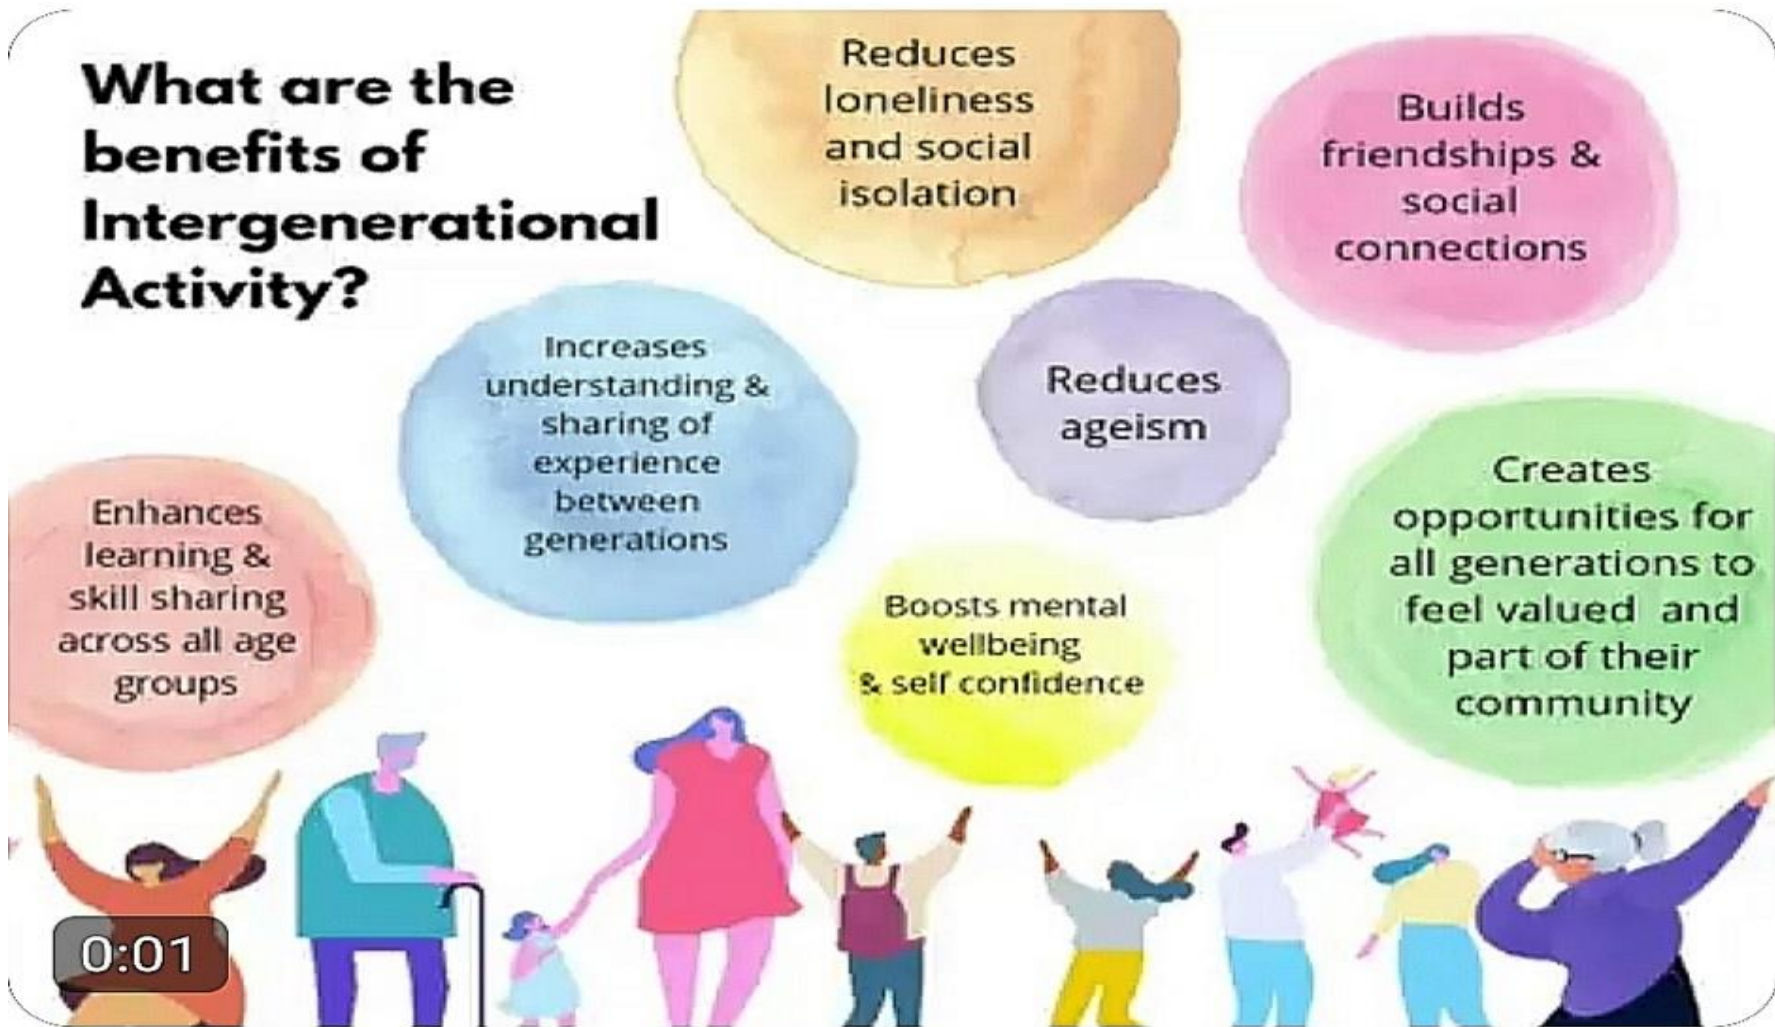 What are the
benefits of
Intergenerational
Activity?
Reduces
loneliness
and social
isolation
Builds
friendships &
social
connections
Increases
understanding &
sharing of
experience
between
generations
Reduces
ageism
Enhances
learning &
skill sharing
across all age
groups
Boosts mental
wellbeing
& self confidence
Creates
opportunities for
all generations to
feel valued and
part of their
community
0:01